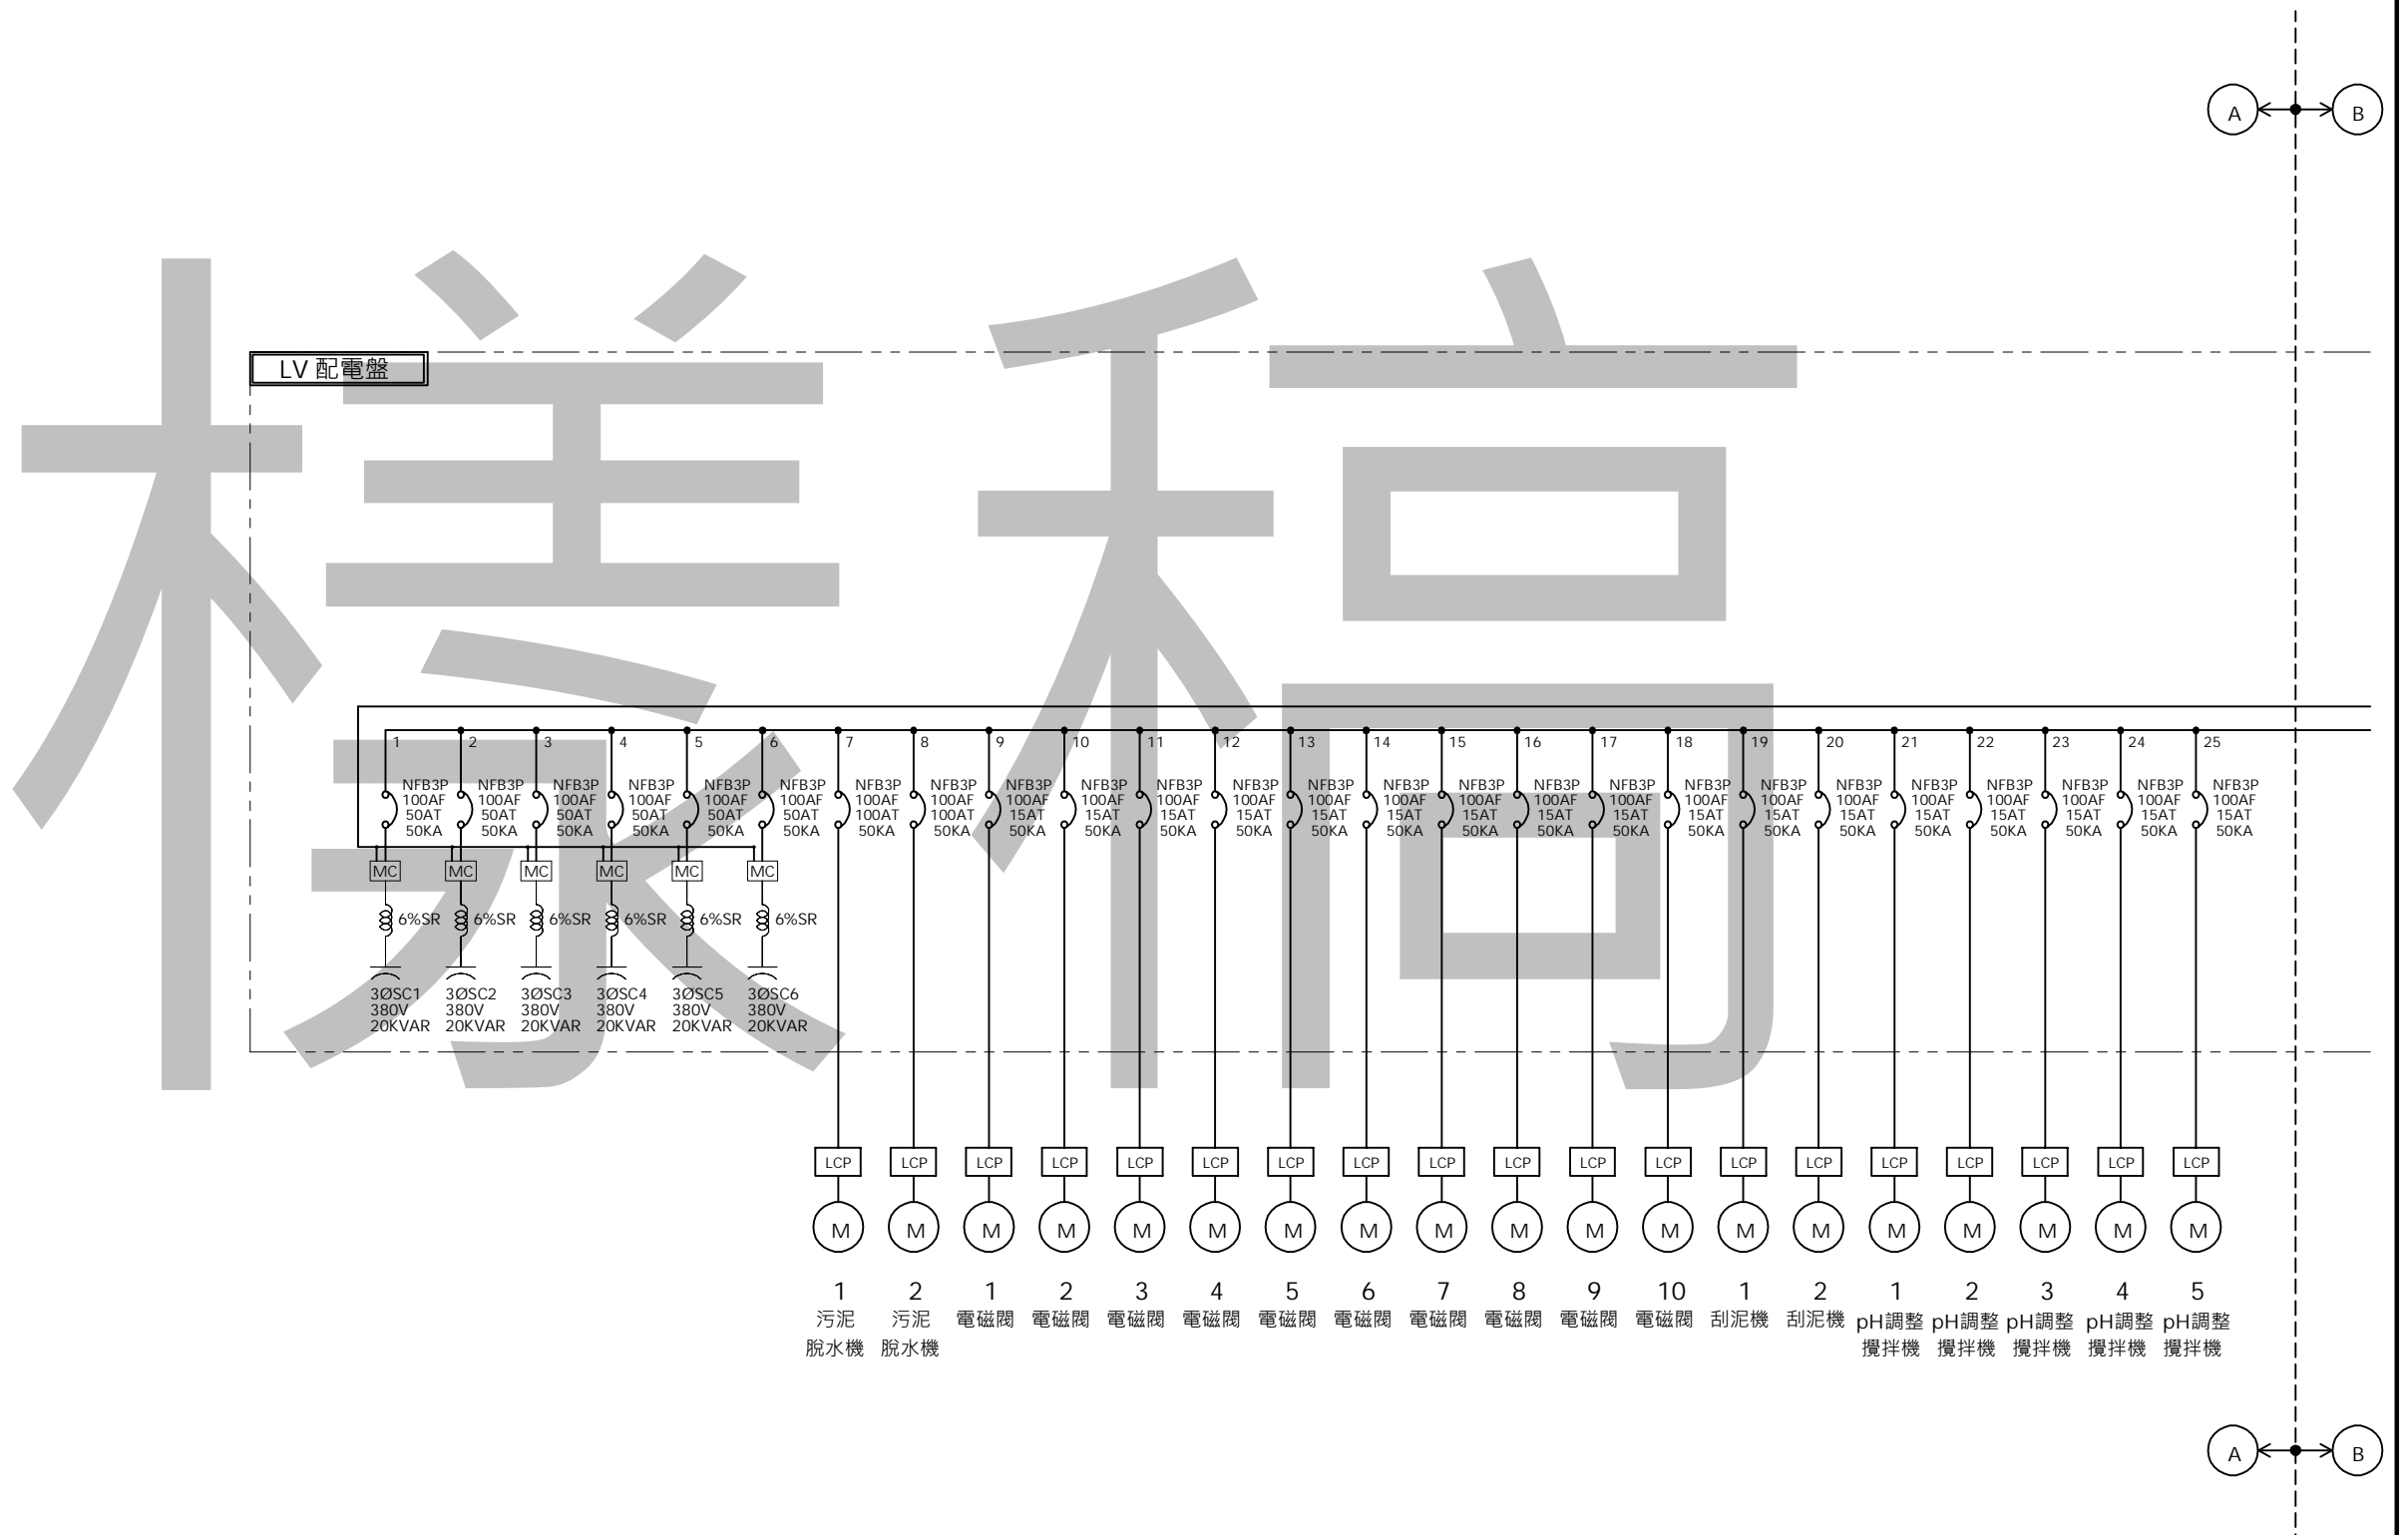 A B
樣稿
LV 配電盤
1 2 3 4 5 6 7 8 9 10 11 12 13 14 15 16 17 18 19 20 21 22 23 24 25
NFB3P NFB3P NFB3P NFB3P NFB3P NFB3P NFB3P NFB3P NFB3P NFB3P NFB3P NFB3P NFB3P NFB3P NFB3P NFB3P NFB3P NFB3P NFB3P NFB3P NFB3P NFB3P NFB3P NFB3P NFB3P
100AF 100AF 100AF 100AF 100AF 100AF 100AF 100AF 100AF 100AF 100AF 100AF 100AF 100AF 100AF 100AF 100AF 100AF 100AF 100AF 100AF 100AF 100AF 100AF 100AF
50AT 50AT 50AT 50AT 50AT 50AT 100AT 100AT 15AT 15AT 15AT 15AT 15AT 15AT 15AT 15AT 15AT 15AT 15AT 15AT 15AT 15AT 15AT 15AT 15AT
50KA 50KA 50KA 50KA 50KA 50KA 50KA 50KA 50KA 50KA 50KA 50KA 50KA 50KA 50KA 50KA 50KA 50KA 50KA 50KA 50KA 50KA 50KA 50KA 50KA
MC MC MC MC MC MC
6%SR 6%SR 6%SR 6%SR 6%SR 6%SR
3ØSC1 3ØSC2 3ØSC3 3ØSC4 3ØSC5 3ØSC6
380V 380V 380V 380V 380V 380V
20KVAR 20KVAR 20KVAR 20KVAR 20KVAR 20KVAR
LCP LCP LCP LCP LCP LCP LCP LCP LCP LCP LCP LCP LCP LCP LCP LCP LCP LCP LCP
M M M M M M M M M M M M M M M M M M M
1 2 1 2 3 4 5 6 7 8 9 10 1 2 1 2 3 4 5
污泥 污泥 電磁閥 電磁閥 電磁閥 電磁閥 電磁閥 電磁閥 電磁閥 電磁閥 電磁閥 電磁閥 刮泥機 刮泥機 pH調整 pH調整 pH調整 pH調整 pH調整
脫水機 脫水機 攪拌機 攪拌機 攪拌機 攪拌機 攪拌機
A B